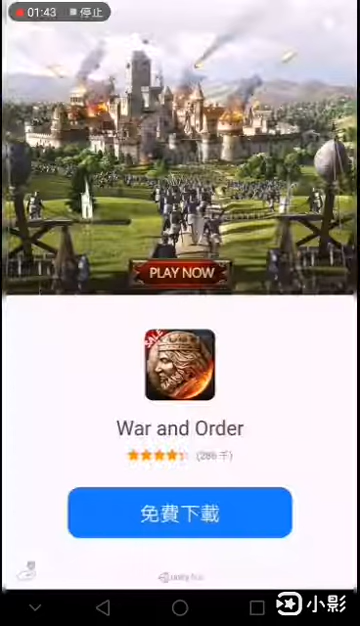 01:43 停止
PLAY NOW
SALE
War and Order
(286 千)
免費下載
unity Ads
小影